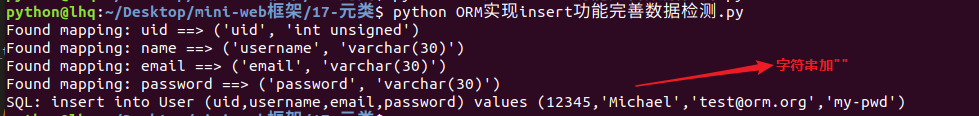 python@lhq:~/Desktop/mini-web框架/17-元类$ python ORM实现insert功能完善数据检测.py
Found mapping: uid ==> ('uid', 'int unsigned')
Found mapping: name ==> ('username', 'varchar(30)')
Found mapping: email ==> ('email', 'varchar(30)')
字符串加""
Found mapping: password ==> ('password', 'varchar(30)')
SQL: insert into User (uid,username,email,password) values (12345,'Michael','test@orm.org','my-pwd')